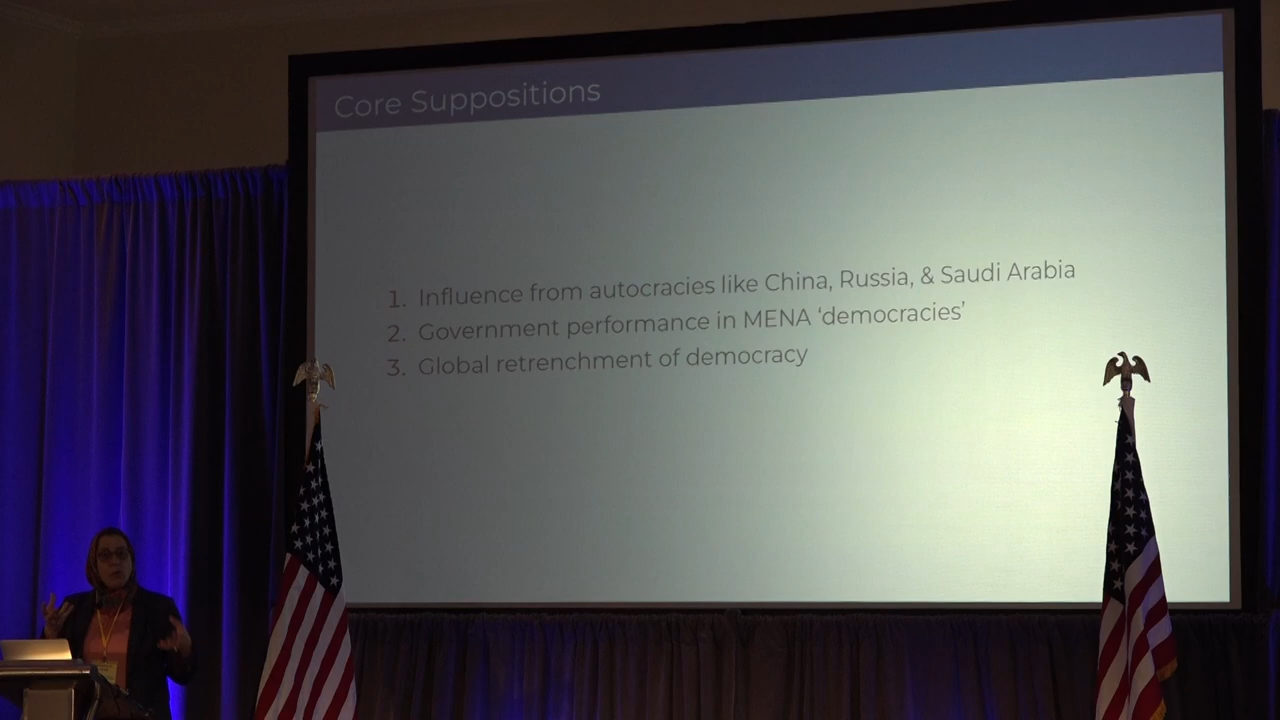 Core Suppositions
1. Influence from autocracies like China, Russia, & Saudi Arabia
2. Government performance in MENA ‘democracies’
3. Global retrenchment of democracy